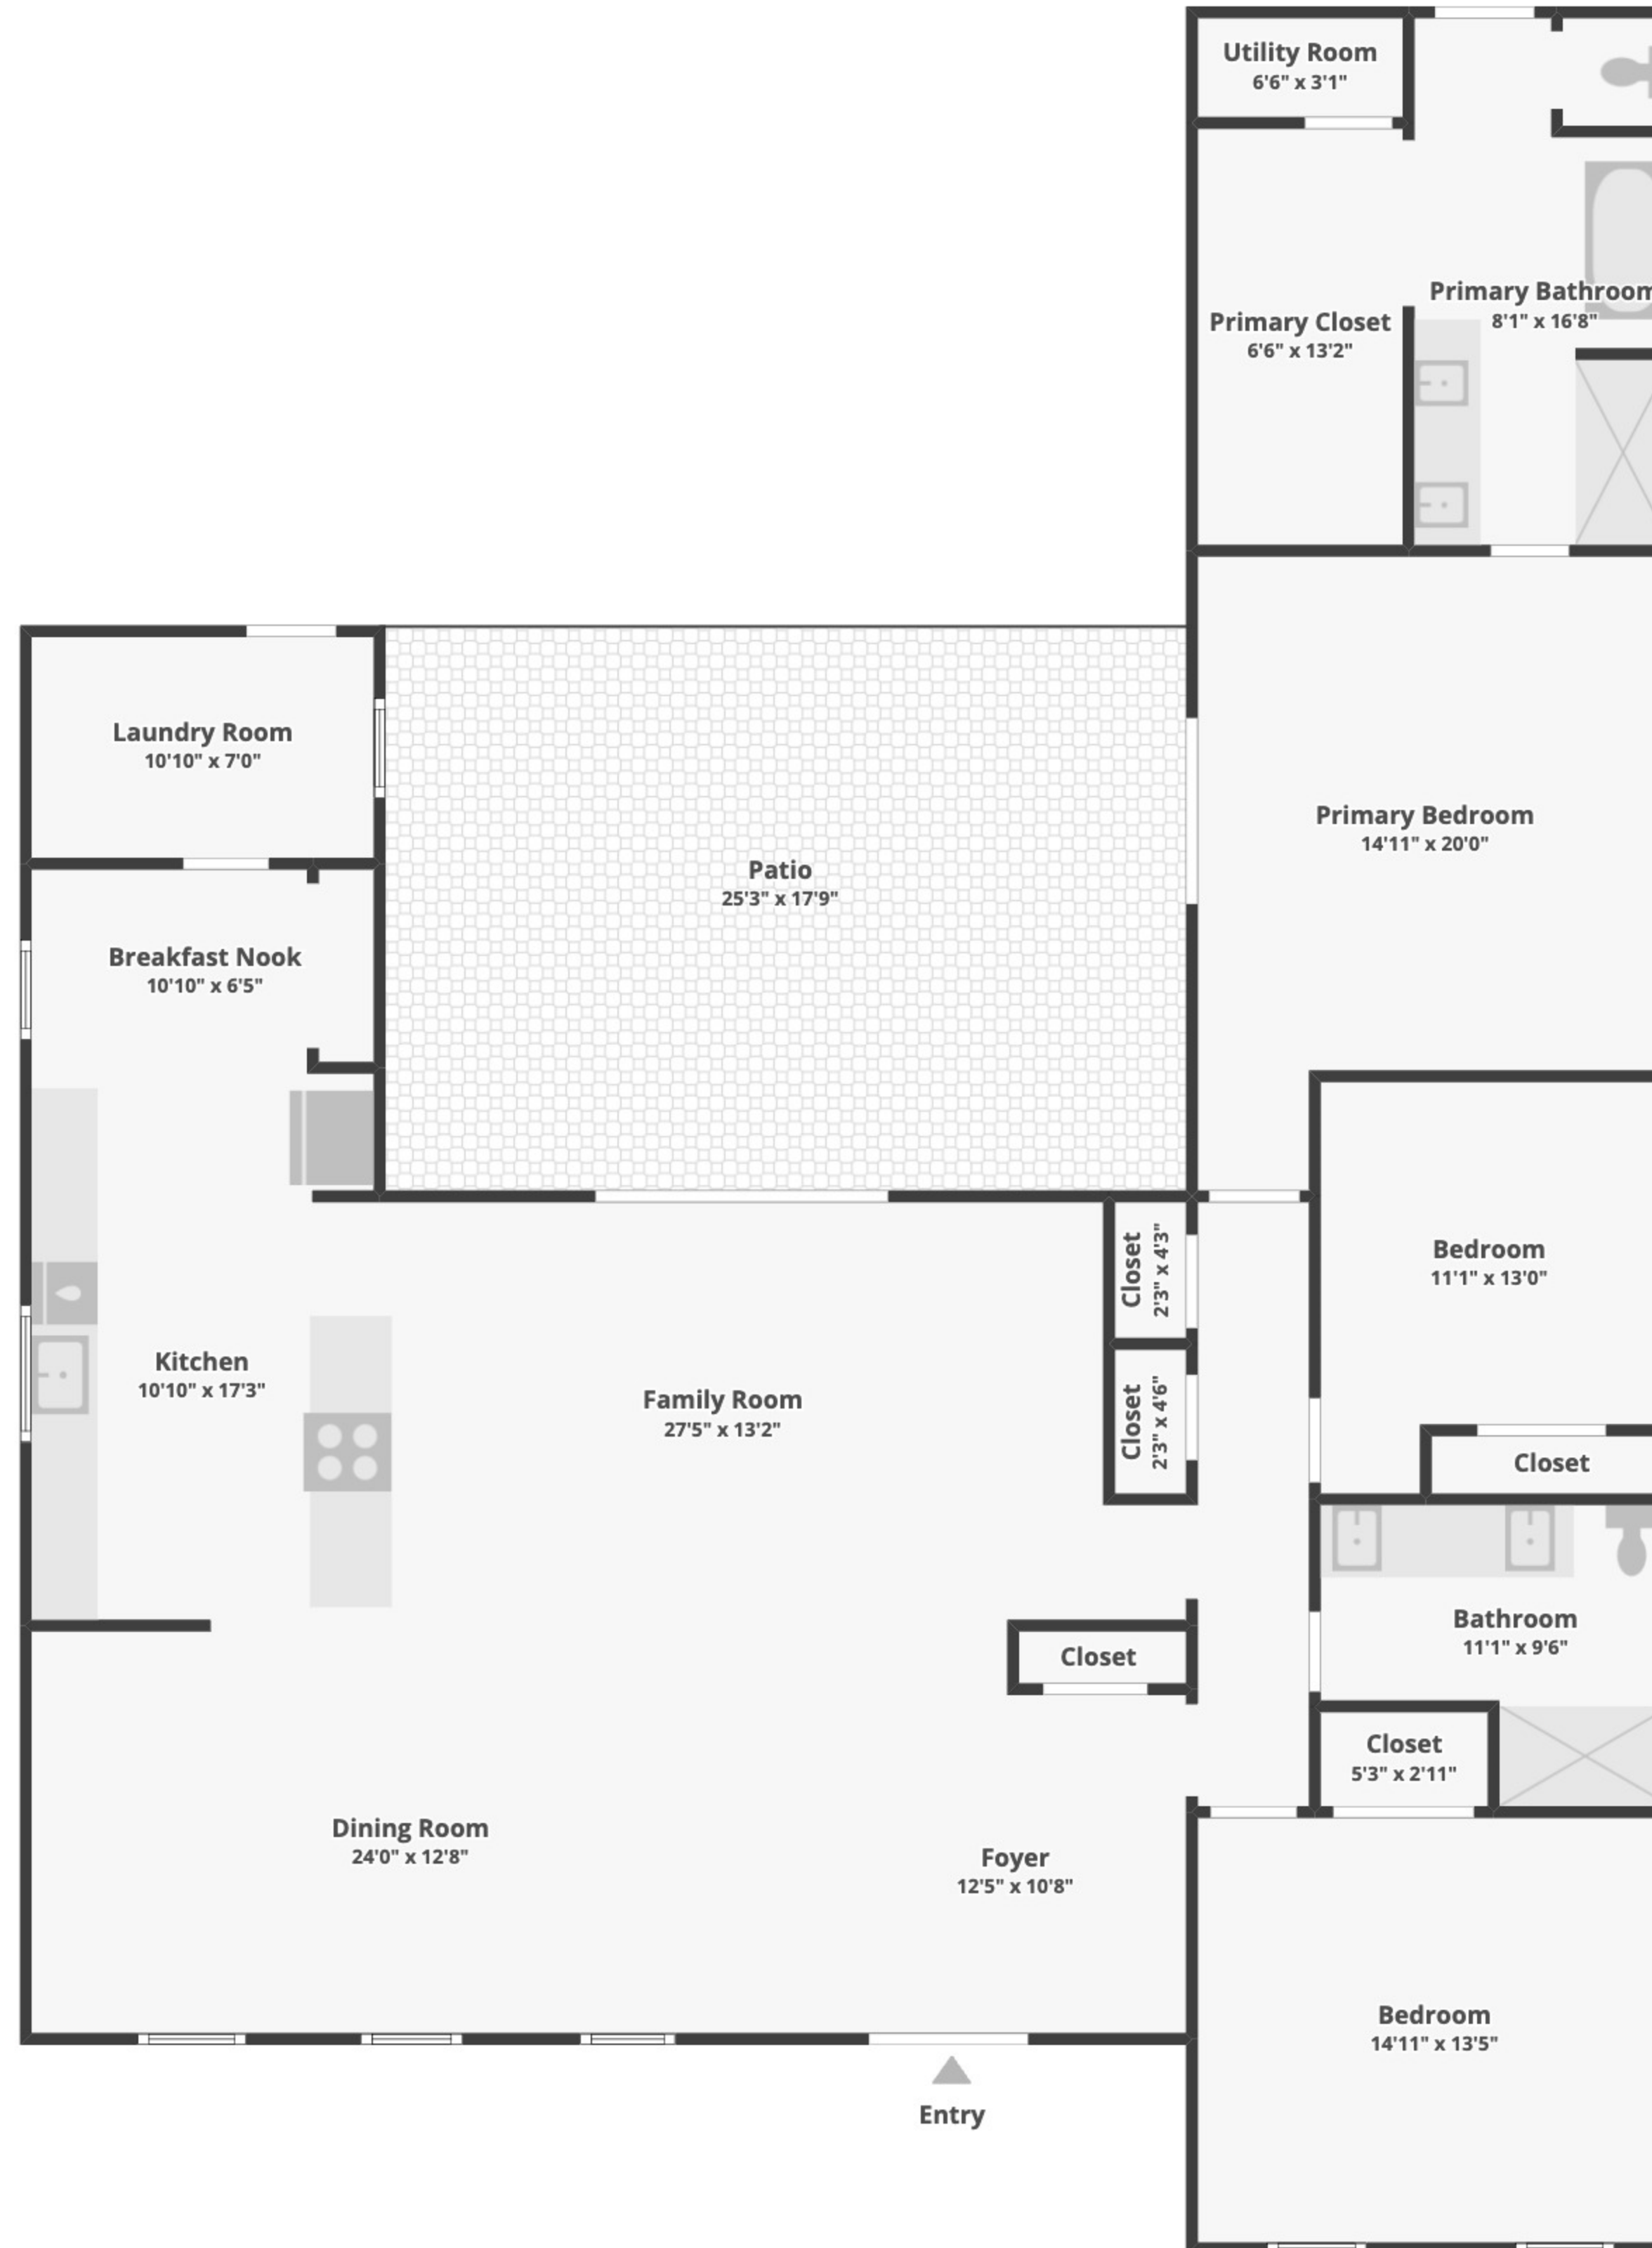 Utility Room
6'6" x 3'1"
Primary Bathroom
8'1" x 16'8"
Primary Closet
6'6" x 13'2"
Laundry Room
10'10" x 7'0"
Primary Bedroom
14'11" x 20'0"
Patio
25'3" x 17'9"
Breakfast Nook
10'10" x 6'5"
Closet
2'3" x 4'3"
Bedroom
11'1" x 13'0"
Kitchen
10'10" x 17'3"
Family Room
27'5" x 13'2"
Closet
2'3" x 4'6"
Closet
Bathroom
11'1" x 9'6"
Closet
Closet
5'3" x 2'11"
Dining Room
24'0" x 12'8"
Foyer
12'5" x 10'8"
Bedroom
14'11" x 13'5"
Entry